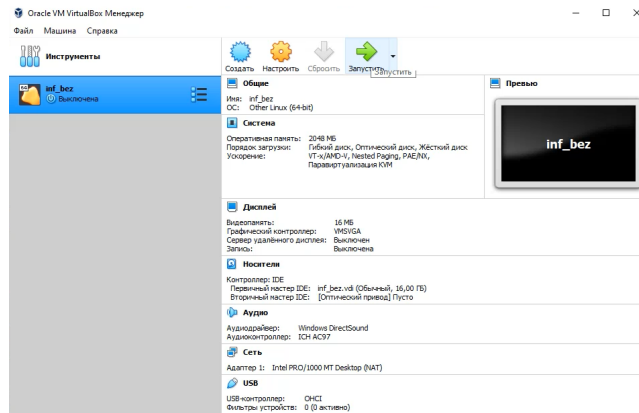 Oracle VM VirtualBox Менеджер
Файл Машина Справка
Инструменты
inf_bez
Выключена
Создать Настроить Сбросить Запустить
Запустить
Общие
Имя: inf_bez
ОС: Other Linux (64-bit)
Система
Оперативная память: 2048 МБ
Порядок загрузки: Гибкий диск, Оптический диск, Жёсткий диск
Ускорение: VT-x/AMD-V, Nested Paging, PAE/NX,
Паравиртуализация KVM
Превью
inf_bez
Дисплей
Видеопамять: 16 МБ
Графический контроллер: VMSVGA
Сервер удалённого дисплея: Выключен
Запись: Выключена
Носители
Контроллер: IDE
Первичный мастер IDE: inf_bez.vdi (Обычный, 16,00 ГБ)
Вторичный мастер IDE: [Оптический привод] Пусто
Аудио
Аудиодрайвер: Windows DirectSound
Аудиоконтроллер: ICH AC97
Сеть
Адаптер 1: Intel PRO/1000 MT Desktop (NAT)
USB
USB-контроллер: OHCI
Фильтры устройств: 0 (0 активно)